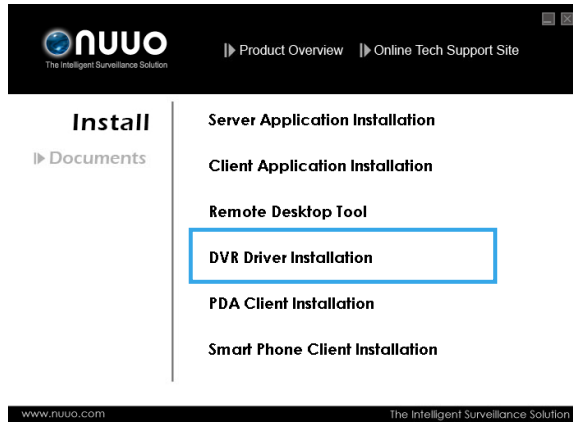 nuuo
The Intelligent Surveillance Solution
Product Overview
Online Tech Support Site
Install
Documents
Server Application Installation
Client Application Installation
Remote Desktop Tool
DVR Driver Installation
PDA Client Installation
Smart Phone Client Installation
www.nuuo.com
The Intelligent Surveillance Solution